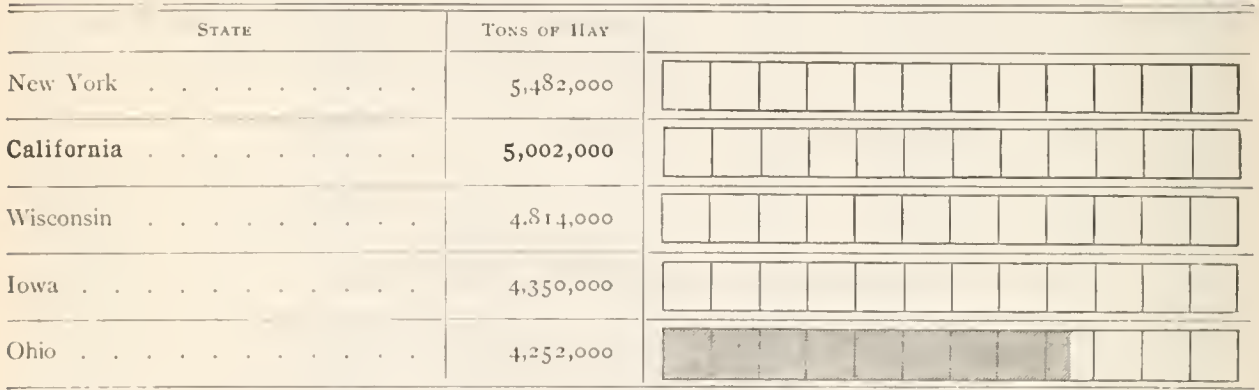 STATE TONS OF HAY
New York . . . . . . . . . 5,482,000
California . . . . . . . . . 5,002,000
Wisconsin . . . . . . . . 4.814,000
Iowa . . . . . . . . . . . 4,350,000
Ohio . . . . . . . . . . . 4,252,000